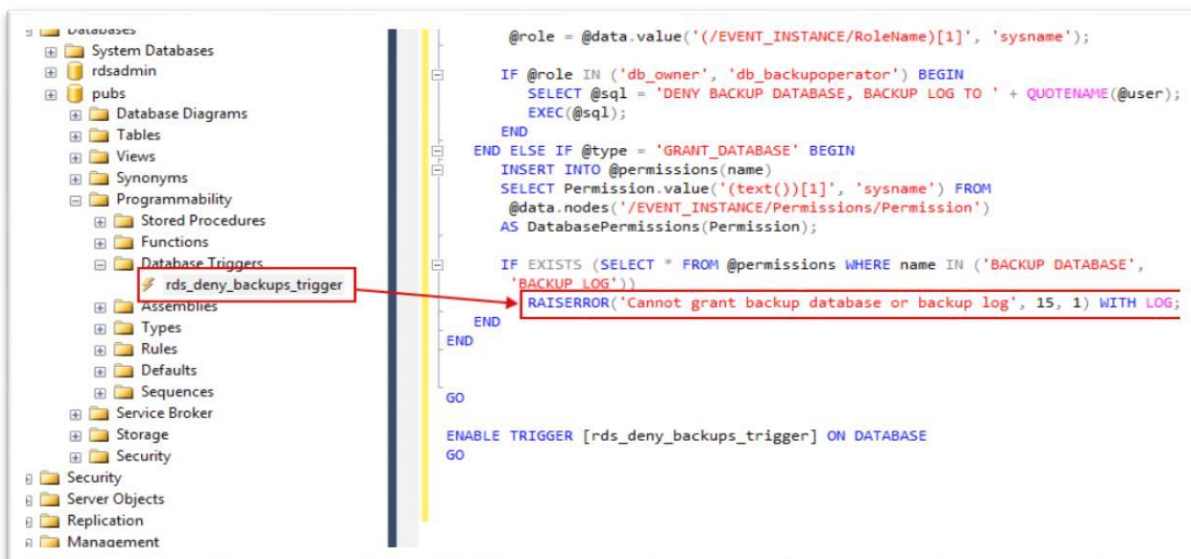 Databases
System Databases
rdsadmin
pubs
Database Diagrams
Tables
Views
Synonyms
Programmability
Stored Procedures
Functions
Database Triggers
rds_deny_backups_trigger
Assemblies
Types
Rules
Defaults
Sequences
Service Broker
Storage
Security
Security
Server Objects
Replication
Management
@role = @data.value('(/EVENT_INSTANCE/RoleName)[1]', 'sysname');
IF @role IN ('db_owner', 'db_backupoperator') BEGIN
SELECT @sql = 'DENY BACKUP DATABASE, BACKUP LOG TO ' + QUOTENAME(@user);
EXEC(@sql);
END
END ELSE IF @type = 'GRANT_DATABASE' BEGIN
INSERT INTO @permissions(name)
SELECT Permission.value('(text())[1]', 'sysname') FROM
@data.nodes('/EVENT_INSTANCE/Permissions/Permission')
AS DatabasePermissions(Permission);
IF EXISTS (SELECT * FROM @permissions WHERE name IN ('BACKUP DATABASE',
'BACKUP LOG'))
RAISERROR('Cannot grant backup database or backup log', 15, 1) WITH LOG;
END
END
GO
ENABLE TRIGGER [rds_deny_backups_trigger] ON DATABASE
GO